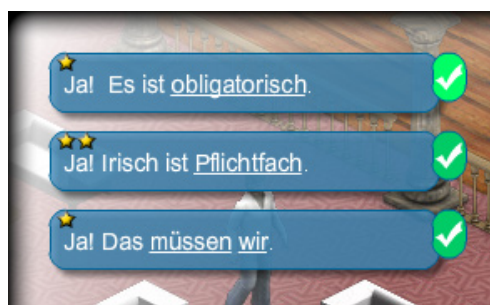 Ja! Es ist obligatorisch.
Ja! Irisch ist Pflichtfach.
Ja! Das müssen wir.